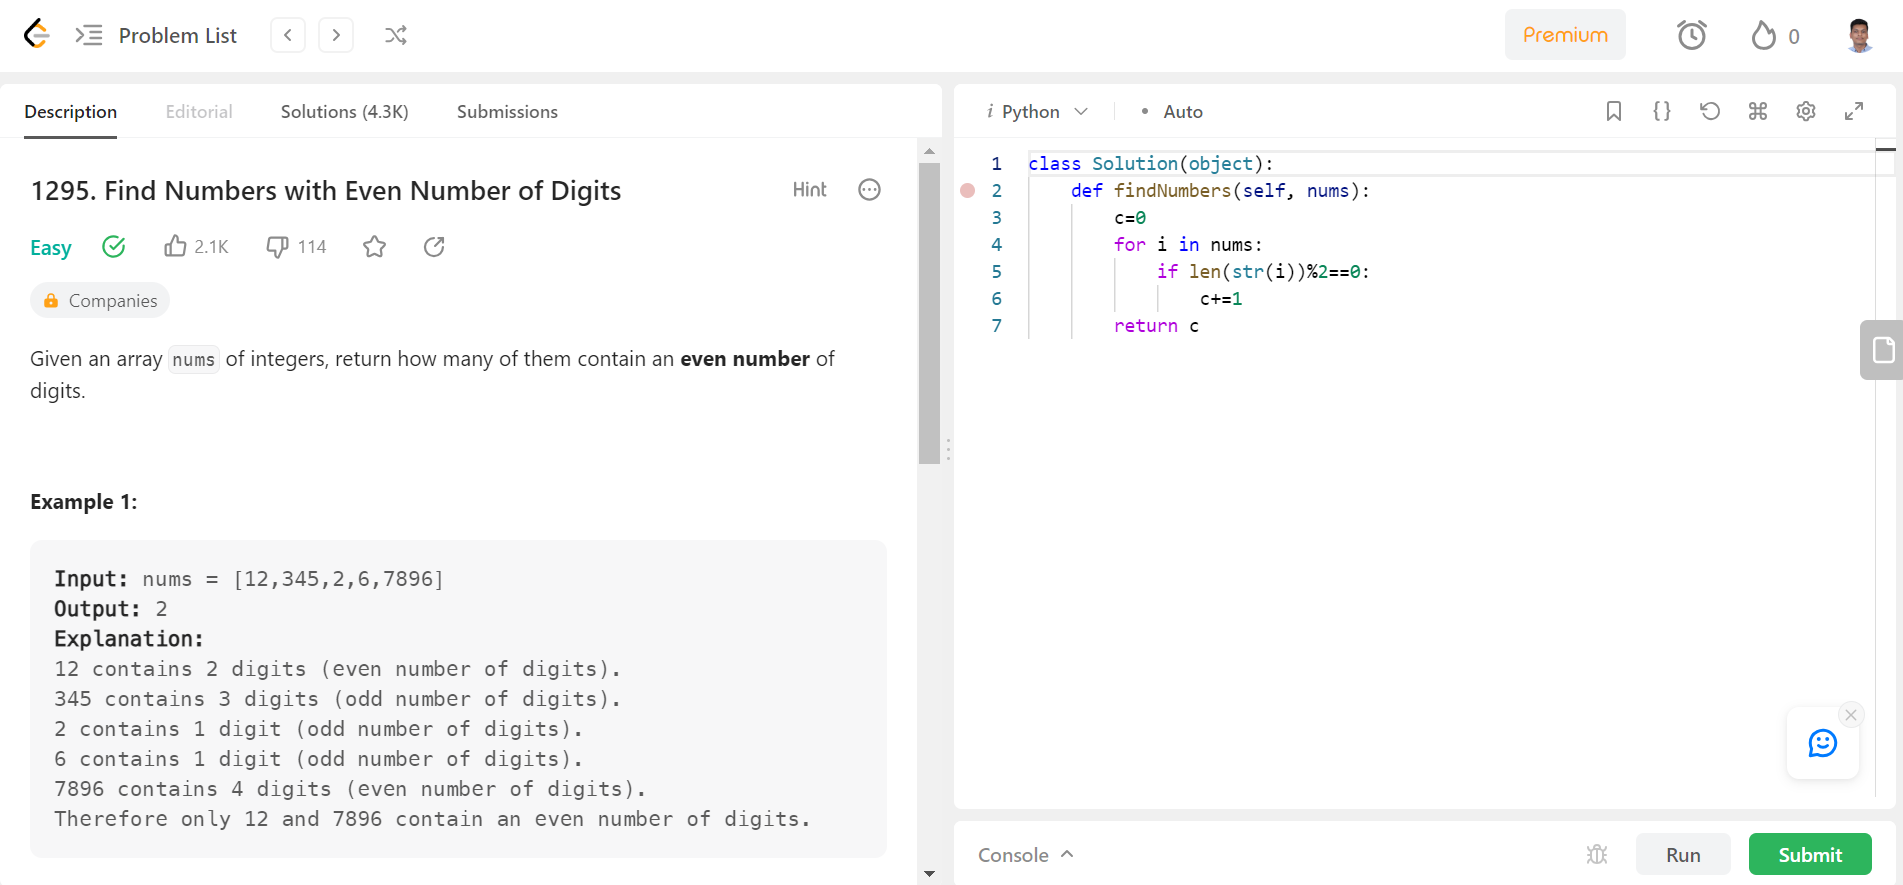 Problem List
Premium
0
Description Editorial Solutions (4.3K) Submissions
1295. Find Numbers with Even Number of Digits
Hint
Easy 2.1K 114
Companies
Given an array nums of integers, return how many of them contain an even number of
digits.
Example 1:
Input: nums = [12,345,2,6,7896]
Output: 2
Explanation:
12 contains 2 digits (even number of digits).
345 contains 3 digits (odd number of digits).
2 contains 1 digit (odd number of digits).
6 contains 1 digit (odd number of digits).
7896 contains 4 digits (even number of digits).
Therefore only 12 and 7896 contain an even number of digits.
i Python • Auto
1 class Solution(object):
2 def findNumbers(self, nums):
3 c=0
4 for i in nums:
5 if len(str(i))%2==0:
6 c+=1
7 return c
Console
Run
Submit